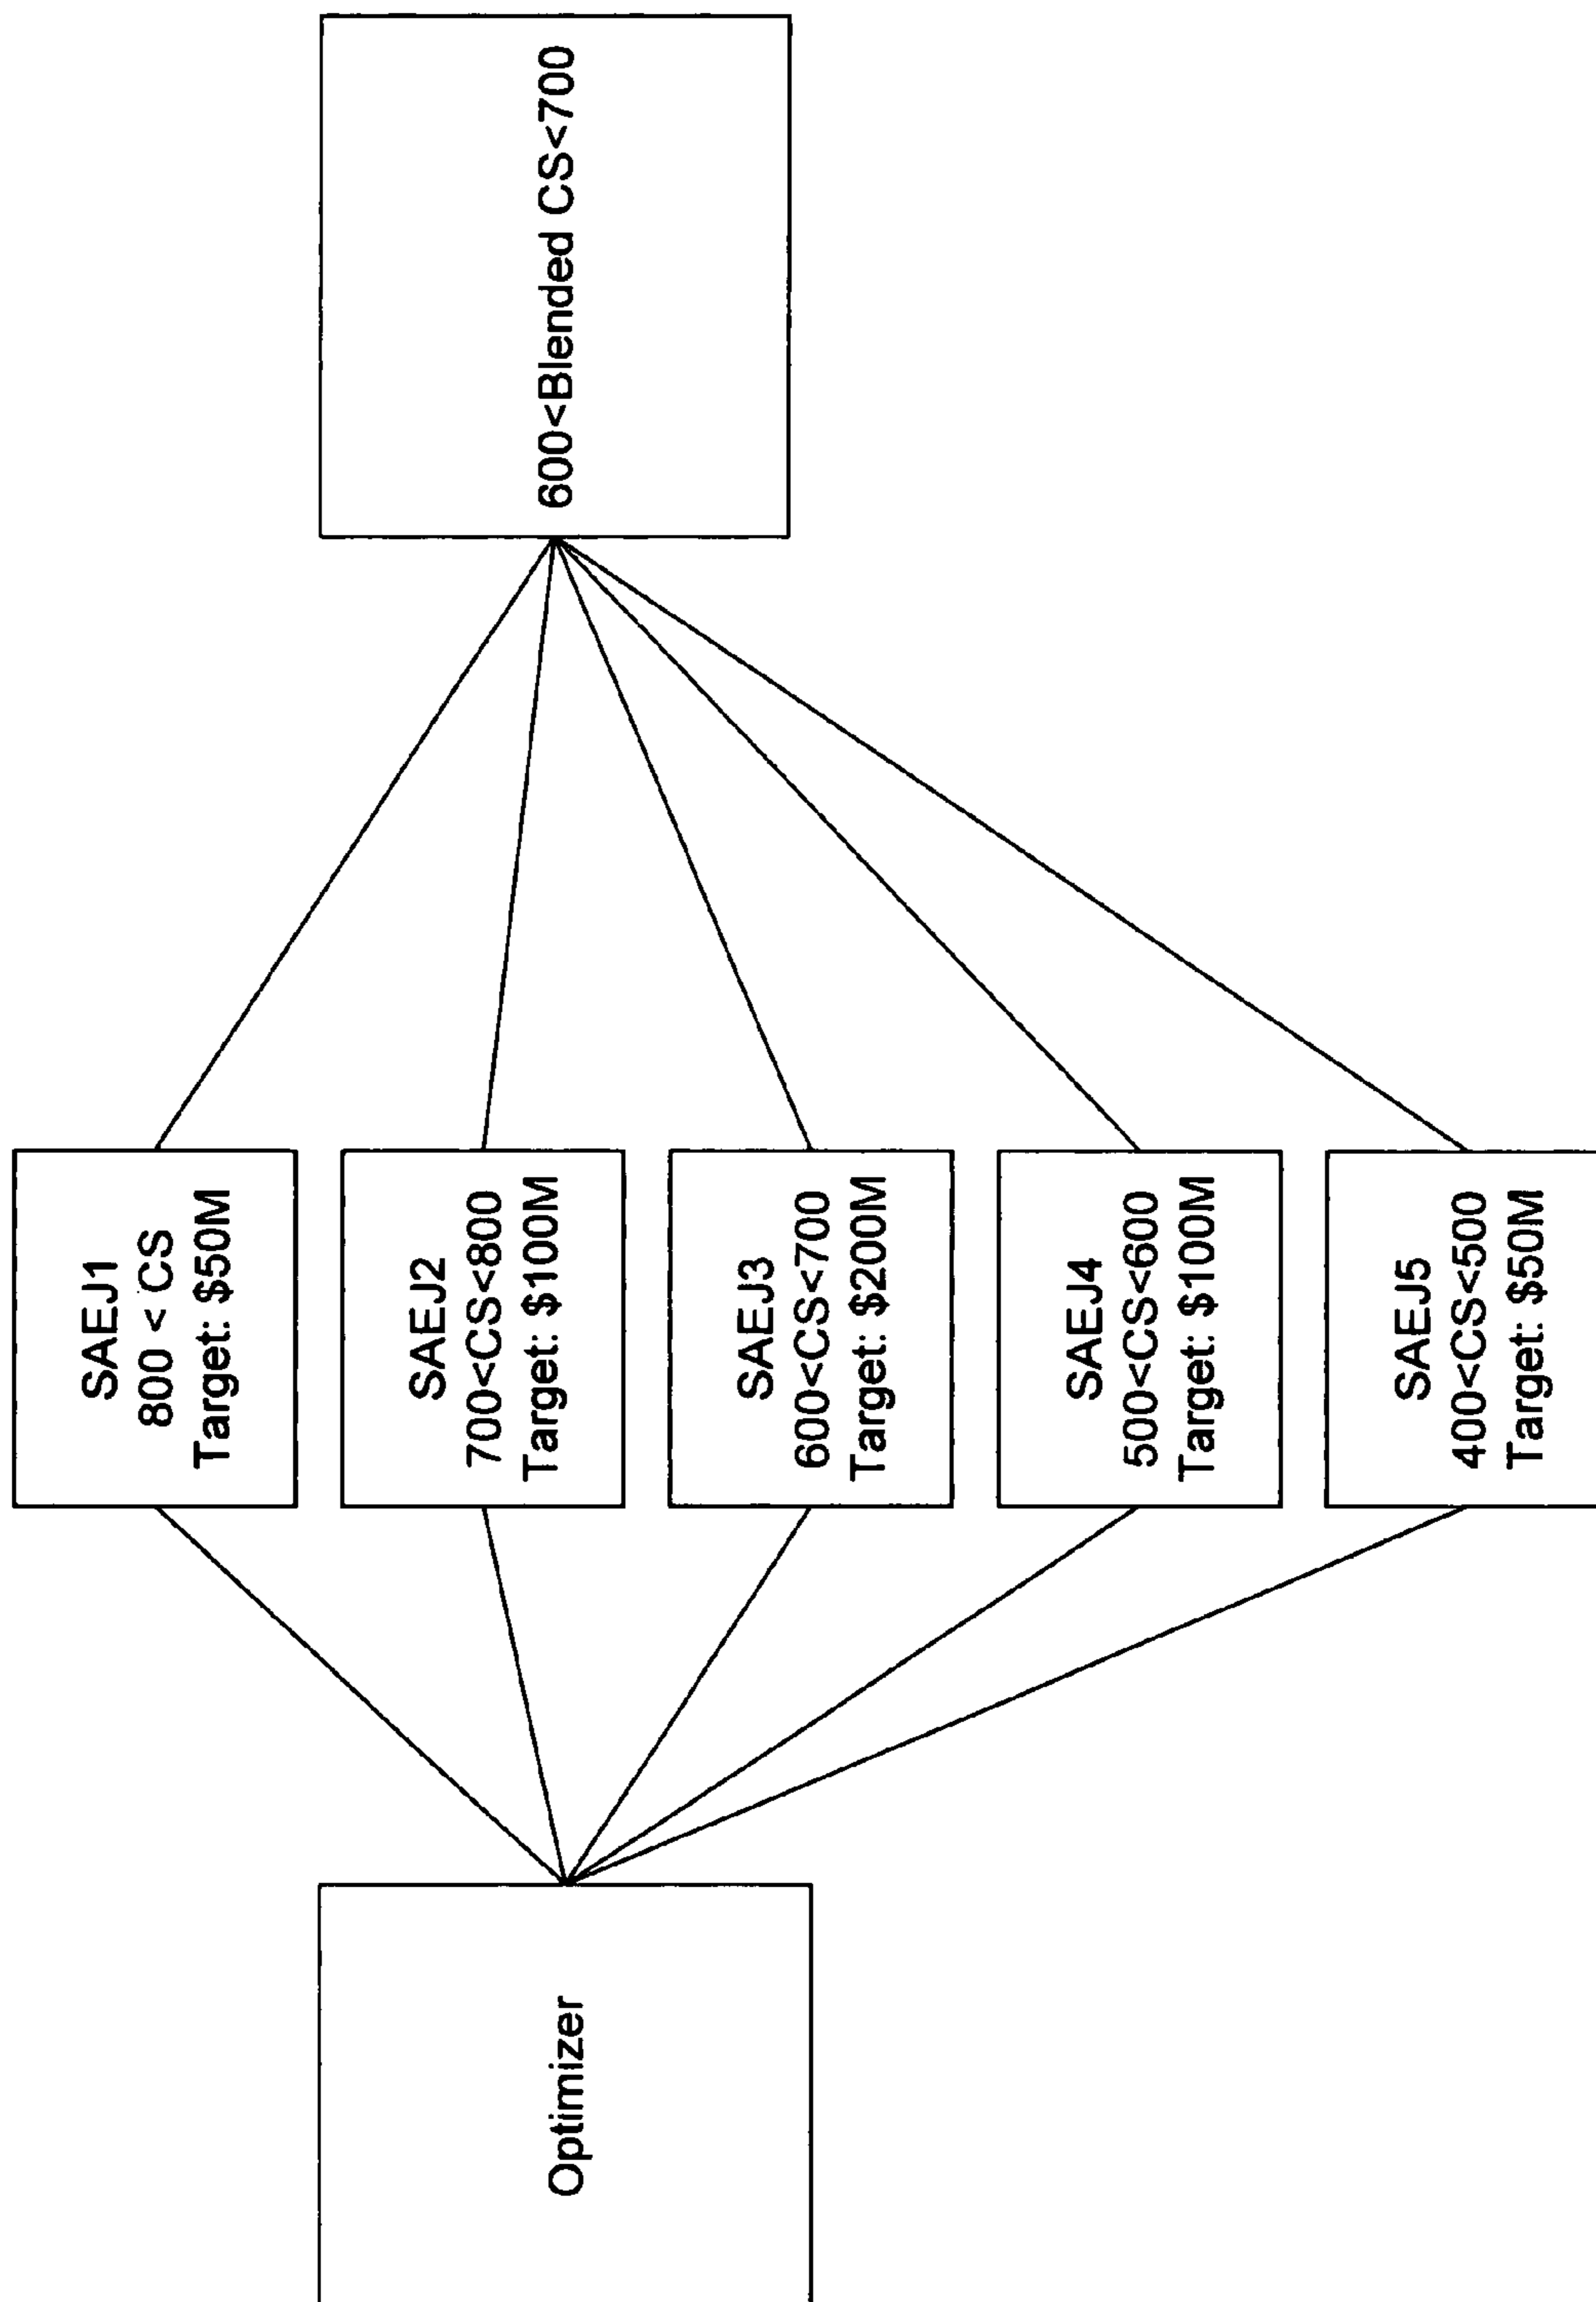 Optimizer
SAEJ1
800 < CS
Target: $50M
SAEJ2
700<CS<800
Target: $100M
SAEJ3
600<CS<700
Target: $200M
SAEJ4
500<CS<600
Target: $100M
SAEJ5
400<CS<500
Target: $50M
600<Blended CS<700